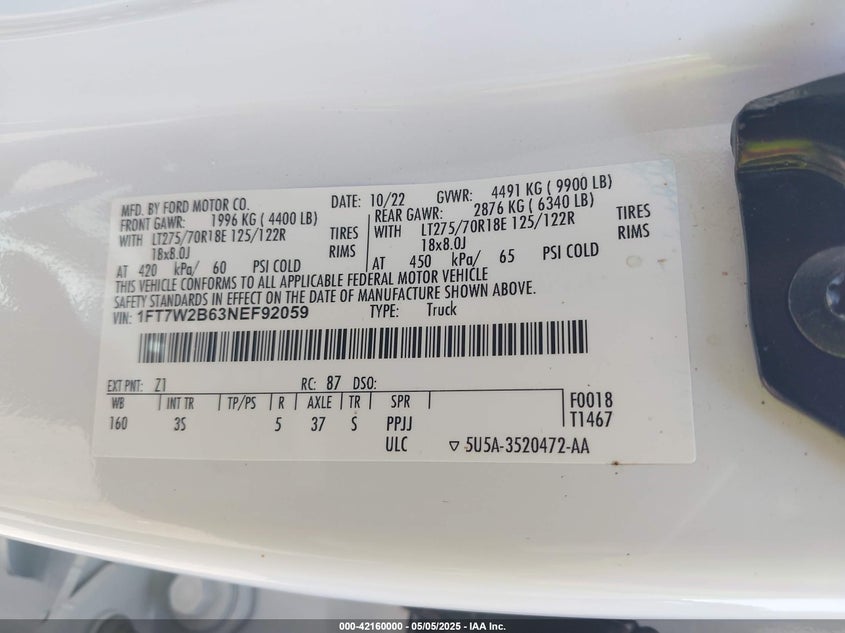 MFD. BY FORD MOTOR CO. DATE: 10/22 GVWR: 4491 KG ( 9900 LB)
FRONT GAWR: 1996 KG ( 4400 LB) REAR GAWR: 2876 KG ( 6340 LB)
WITH LT275/70R18E 125/122R TIRES WITH LT275/70R18E 125/122R TIRES
18x8.0J RIMS 18x8.0J RIMS
AT 420 kPa/ 60 PSI COLD AT 450 kPa/ 65 PSI COLD
THIS VEHICLE CONFORMS TO ALL APPLICABLE FEDERAL MOTOR VEHICLE
SAFETY STANDARDS IN EFFECT ON THE DATE OF MANUFACTURE SHOWN ABOVE.
VIN: 1FT7W2B63NEF92059 TYPE: Truck
EXT PNT: Z1 RC: 87 DSO:
WB INT TR TP/PS R AXLE TR SPR F0018
160 3S 5 37 S PPJJ T1467
ULC ▽ 5U5A-3520472-AA
000-42160000 - 05/05/2025 - IAA Inc.